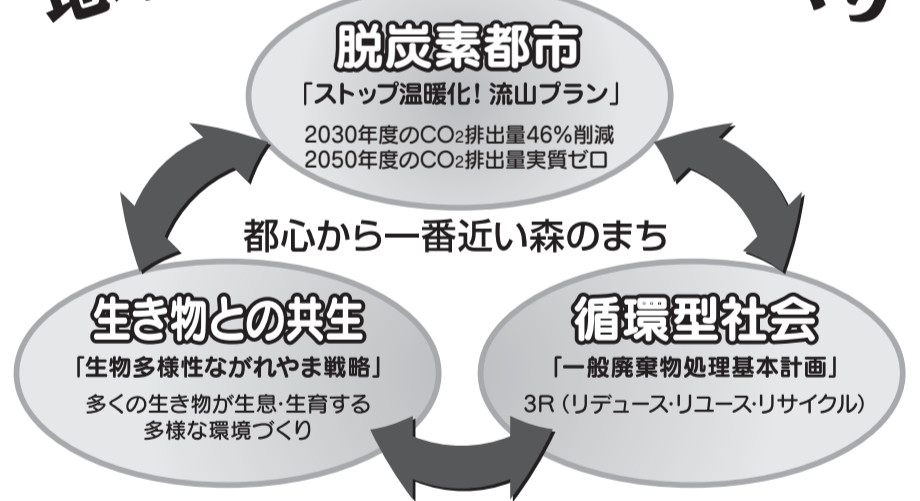 脱炭素都市
「ストップ温暖化! 流山プラン」
2030年度のCO2排出量46%削減
2050年度のCO2排出量実質ゼロ
都心から一番近い森のまち
生き物との共生
「生物多様性ながれやま戦略」
多くの生き物が生息・生育する
多様な環境づくり
循環型社会
「一般廃棄物処理基本計画」
3R（リデュース・リユース・リサイクル）